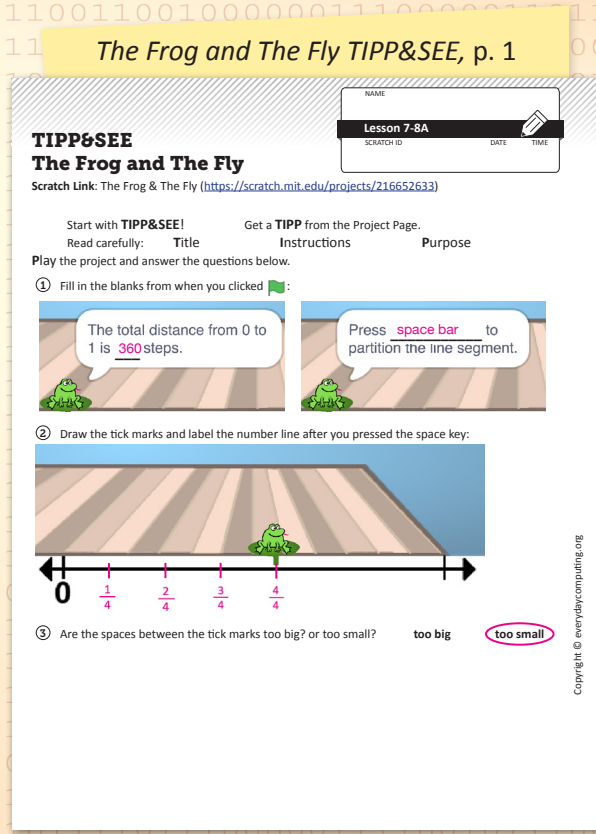 The Frog and The Fly TIPP&SEE, p. 1
NAME
Lesson 7-8A
SCRATCH ID DATE TIME
TIPP&SEE
The Frog and The Fly
Scratch Link: The Frog & The Fly (https://scratch.mit.edu/projects/216652633)
Start with TIPP&SEE! Get a TIPP from the Project Page.
Read carefully: Title Instructions Purpose
Play the project and answer the questions below.
1 Fill in the blanks from when you clicked :
The total distance from 0 to
1 is 360 steps.
Press space bar to
partition the line segment.
2 Draw the tick marks and label the number line after you pressed the space key:
0 1/4 2/4 3/4 4/4
3 Are the spaces between the tick marks too big? or too small? too big too small
Copyright © everydaycomputing.org